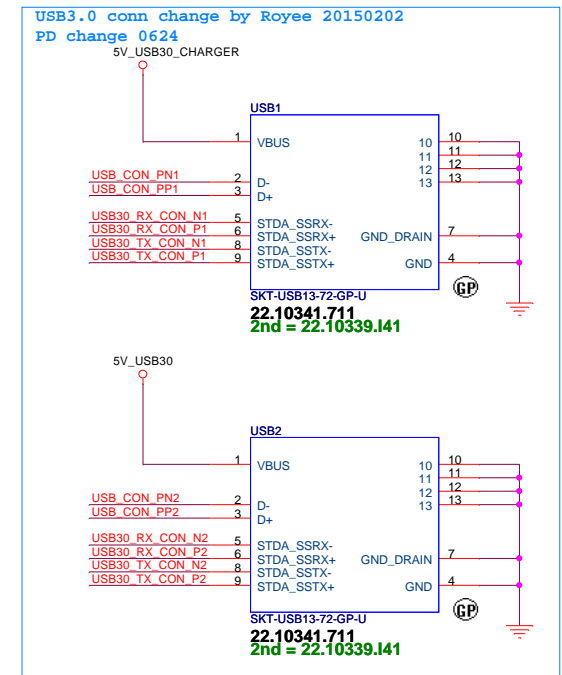 USB3.0 conn change by Royee 20150202
PD change 0624
5V_USB30_CHARGER
USB1
1 VBUS 10 10
11 11
12 12
USB_CON_PN1 2 D- 13 13
USB_CON_PP1 3 D+
USB30_RX_CON_N1 5 STDA_SSRX-
USB30_RX_CON_P1 6 STDA_SSRX+ GND_DRAIN 7
USB30_TX_CON_N1 8 STDA_SSTX-
USB30_TX_CON_P1 9 STDA_SSTX+ GND 4
GP
SKT-USB13-72-GP-U
22.10341.711
2nd = 22.10339.I41
5V_USB30
USB2
1 VBUS 10 10
11 11
12 12
USB_CON_PN2 2 D- 13 13
USB_CON_PP2 3 D+
USB30_RX_CON_N2 5 STDA_SSRX-
USB30_RX_CON_P2 6 STDA_SSRX+ GND_DRAIN 7
USB30_TX_CON_N2 8 STDA_SSTX-
USB30_TX_CON_P2 9 STDA_SSTX+ GND 4
GP
SKT-USB13-72-GP-U
22.10341.711
2nd = 22.10339.I41